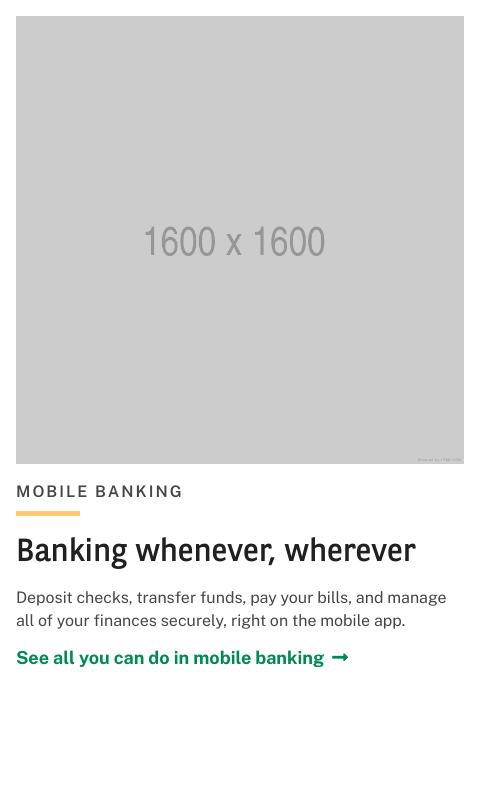 1600 x 1600
MOBILE BANKING
Banking whenever, wherever
Deposit checks, transfer funds, pay your bills, and manage
all of your finances securely, right on the mobile app.
See all you can do in mobile banking →